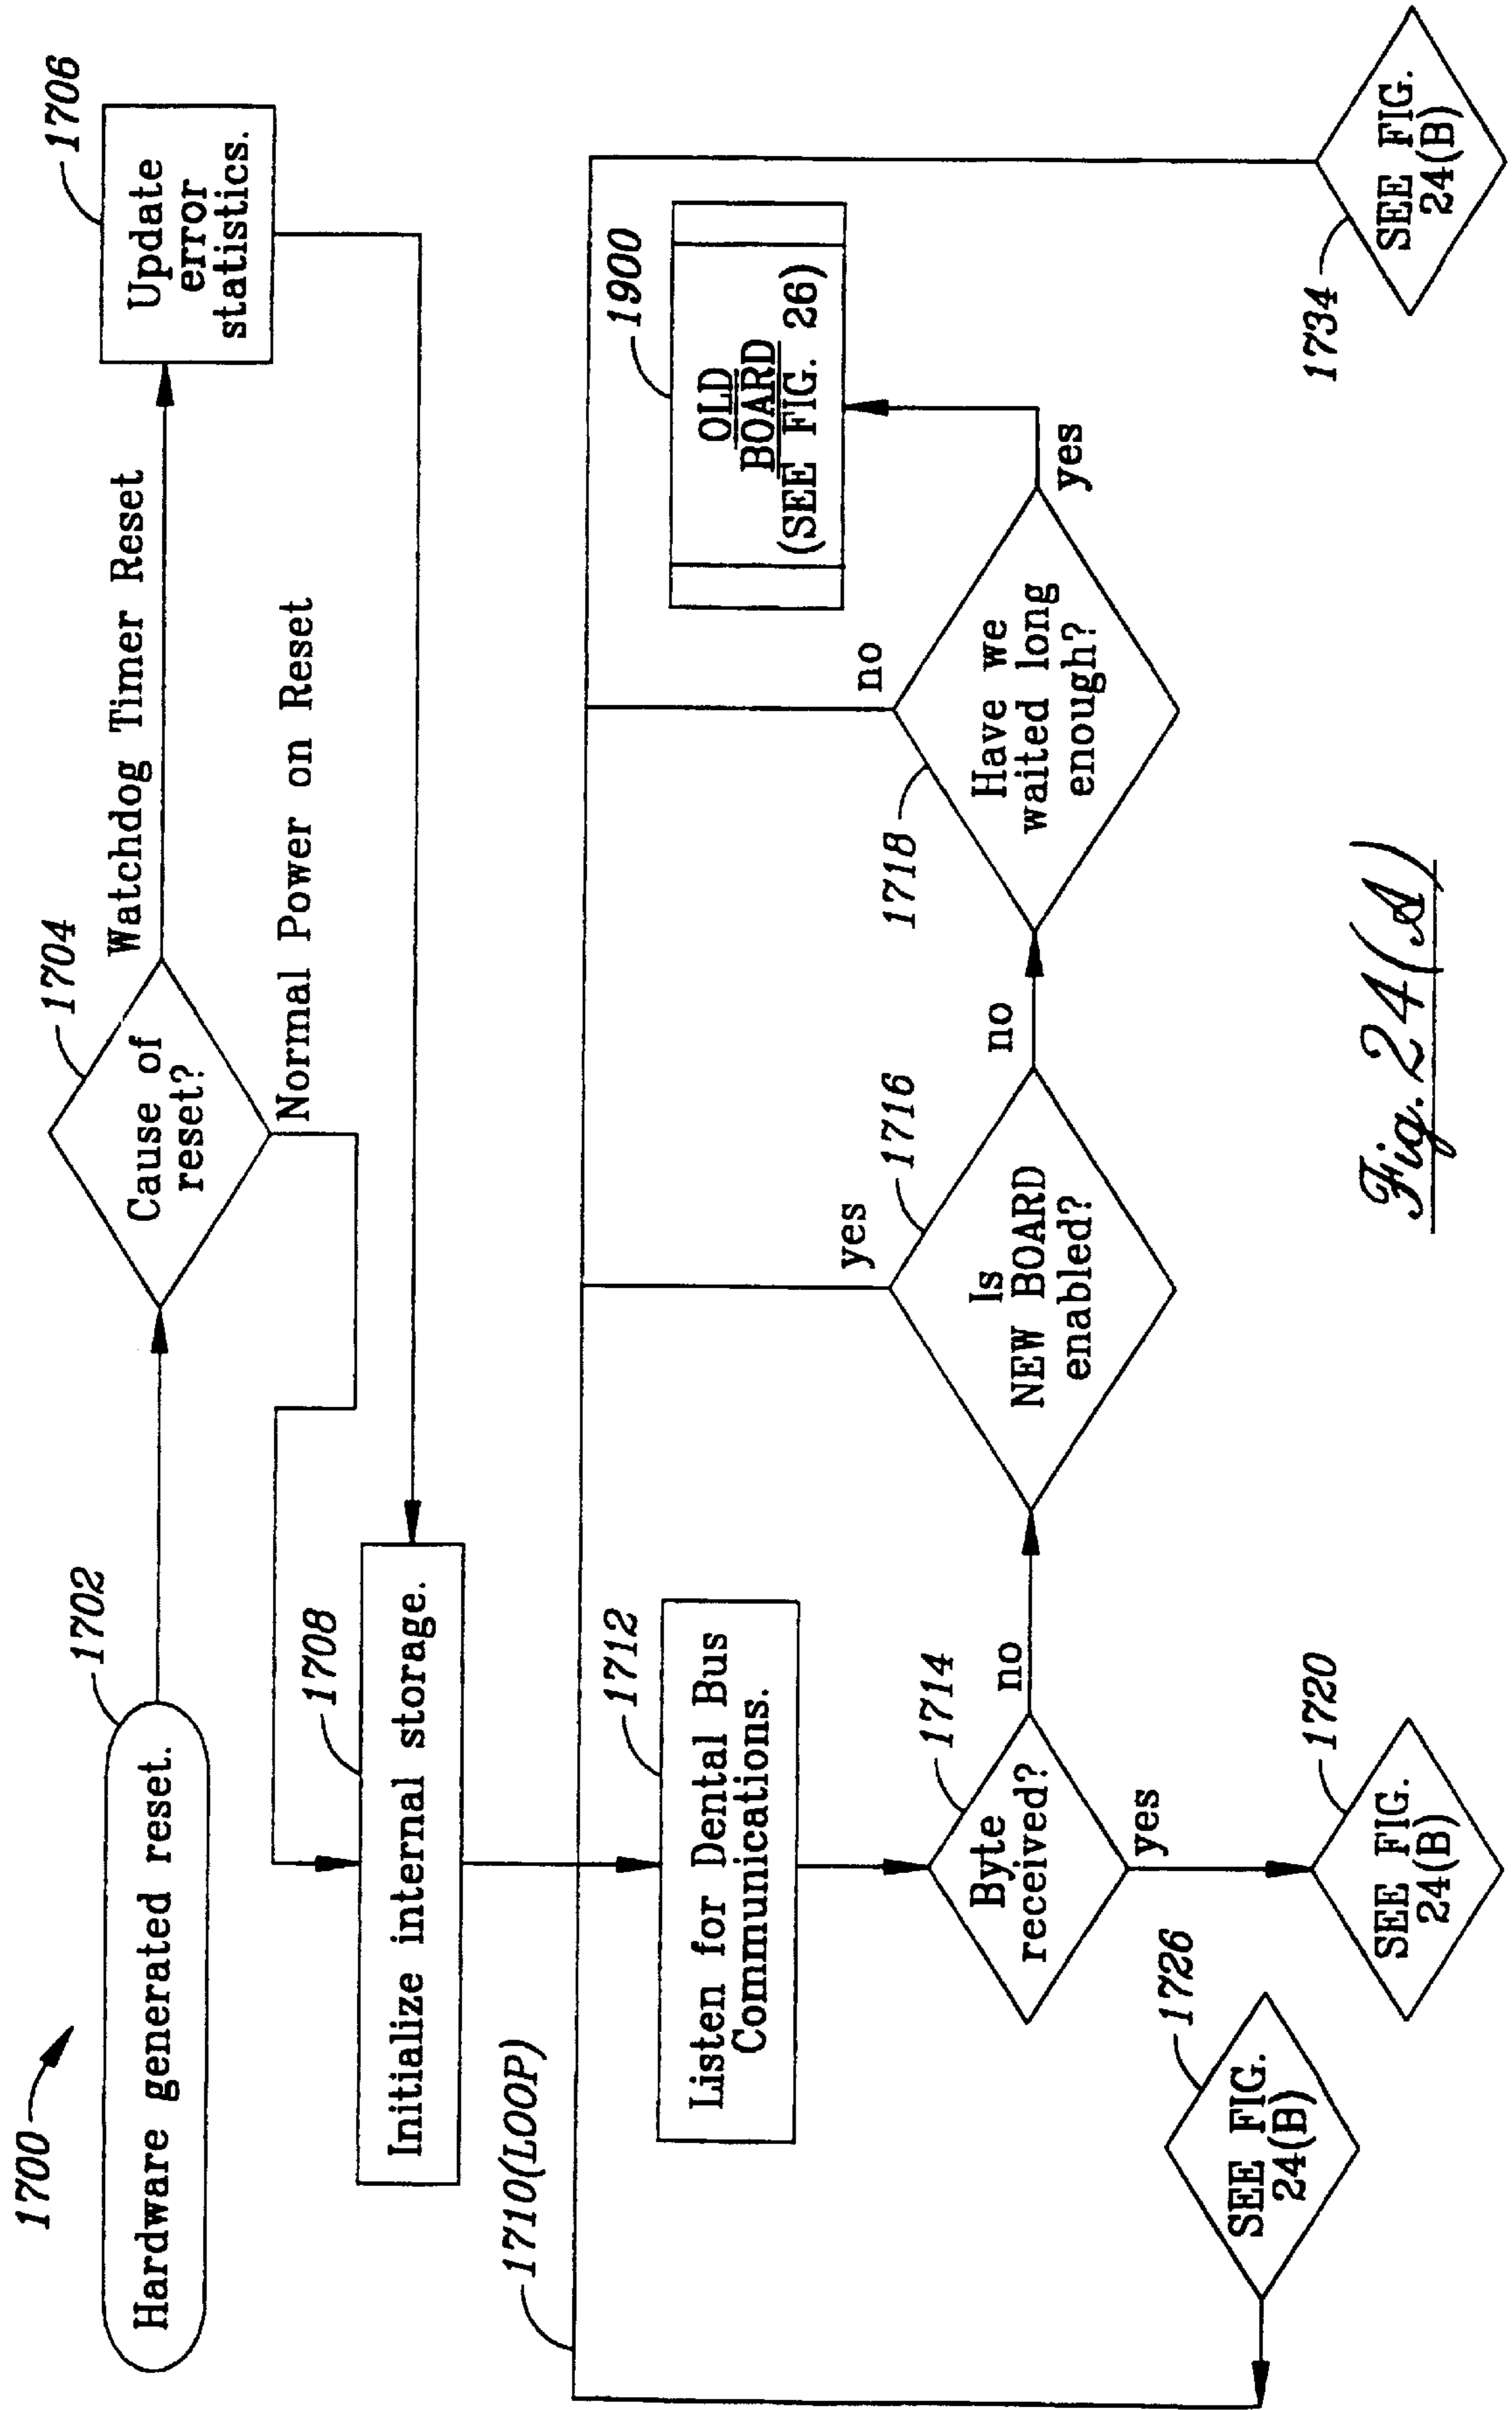 1700
1702
Hardware generated reset.
1704
Cause of
reset?
Watchdog Timer Reset
Normal Power on Reset
1706
Update
error
statistics.
1708
Initialize internal storage.
1710(LOOP)
1712
Listen for Dental Bus
Communications.
1714
Byte
received?
no
yes
1716
Is
NEW BOARD
enabled?
yes
no
1718
Have we
waited long
enough?
no
yes
1900
OLD
BOARD
(SEE FIG. 26)
1726
SEE FIG.
24(B)
1720
SEE FIG.
24(B)
1734
SEE FIG.
24(B)
Fig. 24(A)